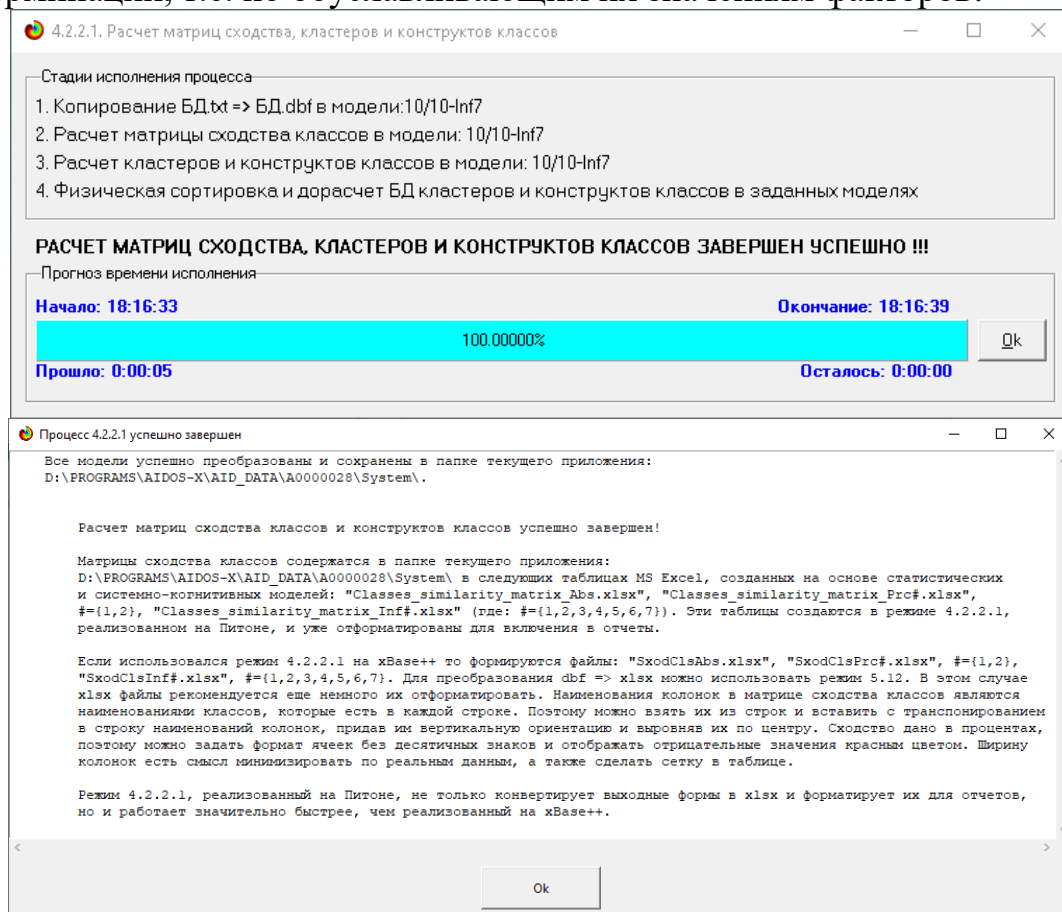 т.е. по обуславливающим их значениям факторов.
4.2.2.1. Расчет матриц сходства, кластеров и конструктов классов
Стадии исполнения процесса
1. Копирование БД.txt => БД.dbf в модели:10/10-Inf7
2. Расчет матрицы сходства классов в модели: 10/10-Inf7
3. Расчет кластеров и конструктов классов в модели: 10/10-Inf7
4. Физическая сортировка и дорасчет БД кластеров и конструктов классов в заданных моделях
РАСЧЕТ МАТРИЦ СХОДСТВА, КЛАСТЕРОВ И КОНСТРУКТОВ КЛАССОВ ЗАВЕРШЕН УСПЕШНО !!!
Прогноз времени исполнения
Начало: 18:16:33
Окончание: 18:16:39
100.00000%
Ok
Прошло: 0:00:05
Осталось: 0:00:00
Процесс 4.2.2.1 успешно завершен
Все модели успешно преобразованы и сохранены в папке текущего приложения:
D:\PROGRAMS\AIDOS-X\AID_DATA\A0000028\System\.
Расчет матриц сходства классов и конструктов классов успешно завершен!
Матрицы сходства классов содержатся в папке текущего приложения:
D:\PROGRAMS\AIDOS-X\AID_DATA\A0000028\System\ в следующих таблицах MS Excel, созданных на основе статистических
и системно-когнитивных моделей: "Classes_similarity_matrix_Abs.xlsx", "Classes_similarity_matrix_Prc#.xlsx",
#={1,2}, "Classes_similarity_matrix_Inf#.xlsx" (где: #={1,2,3,4,5,6,7}). Эти таблицы создаются в режиме 4.2.2.1,
реализованном на Питоне, и уже отформатированы для включения в отчеты.
Если использовался режим 4.2.2.1 на xBase++ то формируются файлы: "SxodClsAbs.xlsx", "SxodClsPrc#.xlsx", #={1,2},
"SxodClsInf#.xlsx", #={1,2,3,4,5,6,7}. Для преобразования dbf => xlsx можно использовать режим 5.12. В этом случае
xlsx файлы рекомендуется еще немного их отформатировать. Наименования колонок в матрице сходства классов являются
наименованиями классов, которые есть в каждой строке. Поэтому можно взять их из строк и вставить с транспонированием
в строку наименований колонок, придав им вертикальную ориентацию и выровняв их по центру. Сходство дано в процентах,
поэтому можно задать формат ячеек без десятичных знаков и отображать отрицательные значения красным цветом. Ширину
колонок есть смысл минимизировать по реальным данным, а также сделать сетку в таблице.
Режим 4.2.2.1, реализованный на Питоне, не только конвертирует выходные формы в xlsx и форматирует их для отчетов,
но и работает значительно быстрее, чем реализованный на xBase++.
Ok